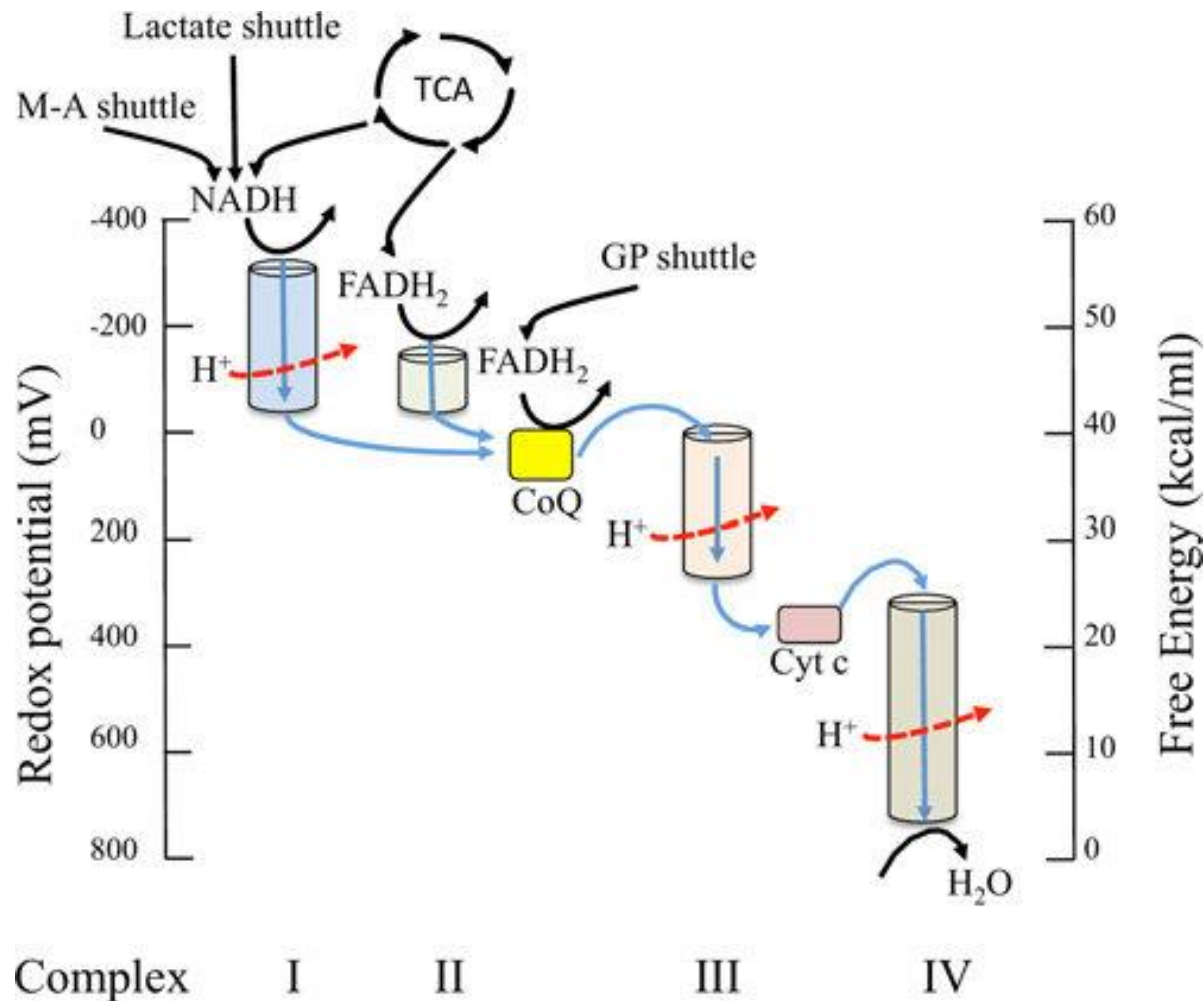 Lactate shuttle
TCA
M-A shuttle
NADH
-400
60
GP shuttle
FADH₂
-200
50
FADH₂
H⁺
0
40
CoQ
200
H⁺
30
400
20
Cyt c
600
H⁺
10
800
0
H₂O
Redox potential (mV)
Free Energy (kcal/ml)
Complex I II III IV